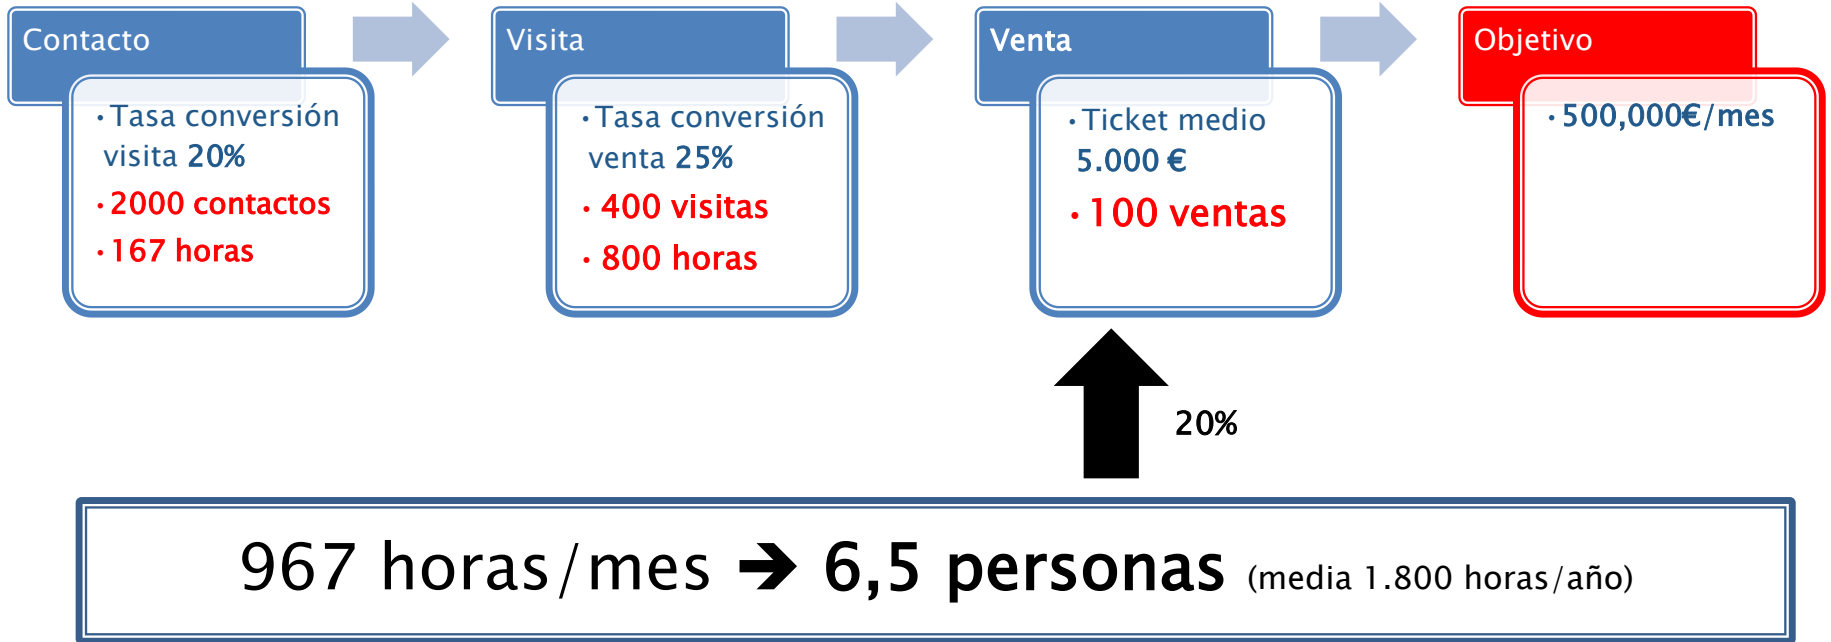 Contacto
• Tasa conversión
visita 20%
• 2000 contactos
• 167 horas
Visita
• Tasa conversión
venta 25%
• 400 visitas
• 800 horas
Venta
• Ticket medio
5.000 €
• 100 ventas
Objetivo
• 500,000€/mes
20%
967 horas/mes ➔ 6,5 personas (media 1.800 horas/año)